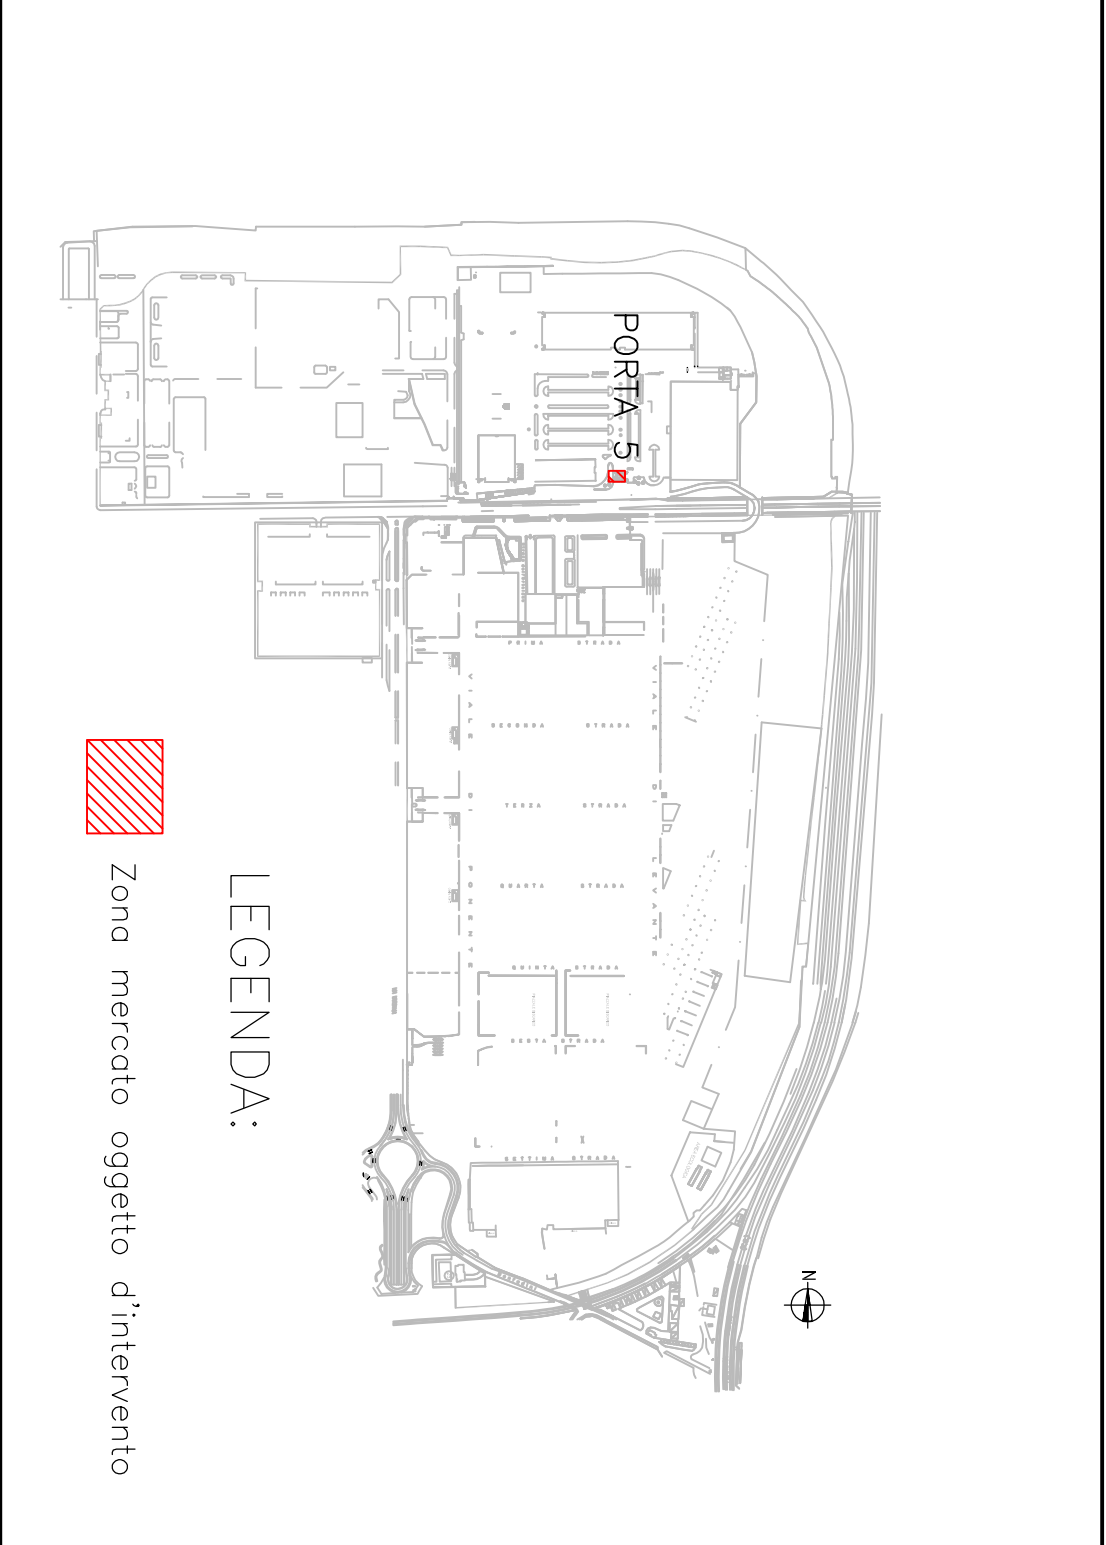 PORTA 5
PRIMA STRADA
SECONDA STRADA
TERZA STRADA
QUARTA STRADA
QUINTA STRADA
SESTA STRADA
SETTIMA STRADA
VIALE DI LEVANTE
VIALE DI PONENTE
N
LEGENDA:
Zona mercato oggetto d'intervento